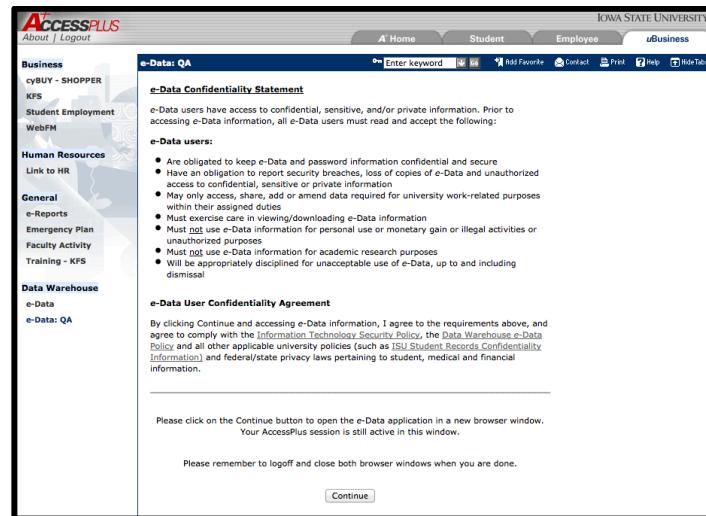 IOWA STATE UNIVERSITY
ACCESSPLUS
About | Logout
A+ Home
Student
Employee
uBusiness
e-Data: QA
Enter keyword
Go
Add Favorite
Contact
Print
Help
HideTabs
Business
cyBUY - SHOPPER
KFS
Student Employment
WebFM
Human Resources
Link to HR
General
e-Reports
Emergency Plan
Faculty Activity
Training - KFS
Data Warehouse
e-Data
e-Data: QA
e-Data Confidentiality Statement
e-Data users have access to confidential, sensitive, and/or private information. Prior to
accessing e-Data information, all e-Data users must read and accept the following:
e-Data users:
● Are obligated to keep e-Data and password information confidential and secure
● Have an obligation to report security breaches, loss of copies of e-Data and unauthorized
access to confidential, sensitive or private information
● May only access, share, add or amend data required for university work-related purposes
within their assigned duties
● Must exercise care in viewing/downloading e-Data information
● Must not use e-Data information for personal use or monetary gain or illegal activities or
unauthorized purposes
● Must not use e-Data information for academic research purposes
● Will be appropriately disciplined for unacceptable use of e-Data, up to and including
dismissal
e-Data User Confidentiality Agreement
By clicking Continue and accessing e-Data information, I agree to the requirements above, and
agree to comply with the Information Technology Security Policy, the Data Warehouse e-Data
Policy and all other applicable university policies (such as ISU Student Records Confidentiality
Information) and federal/state privacy laws pertaining to student, medical and financial
information.
Please click on the Continue button to open the e-Data application in a new browser window.
Your AccessPlus session is still active in this window.
Please remember to logoff and close both browser windows when you are done.
Continue